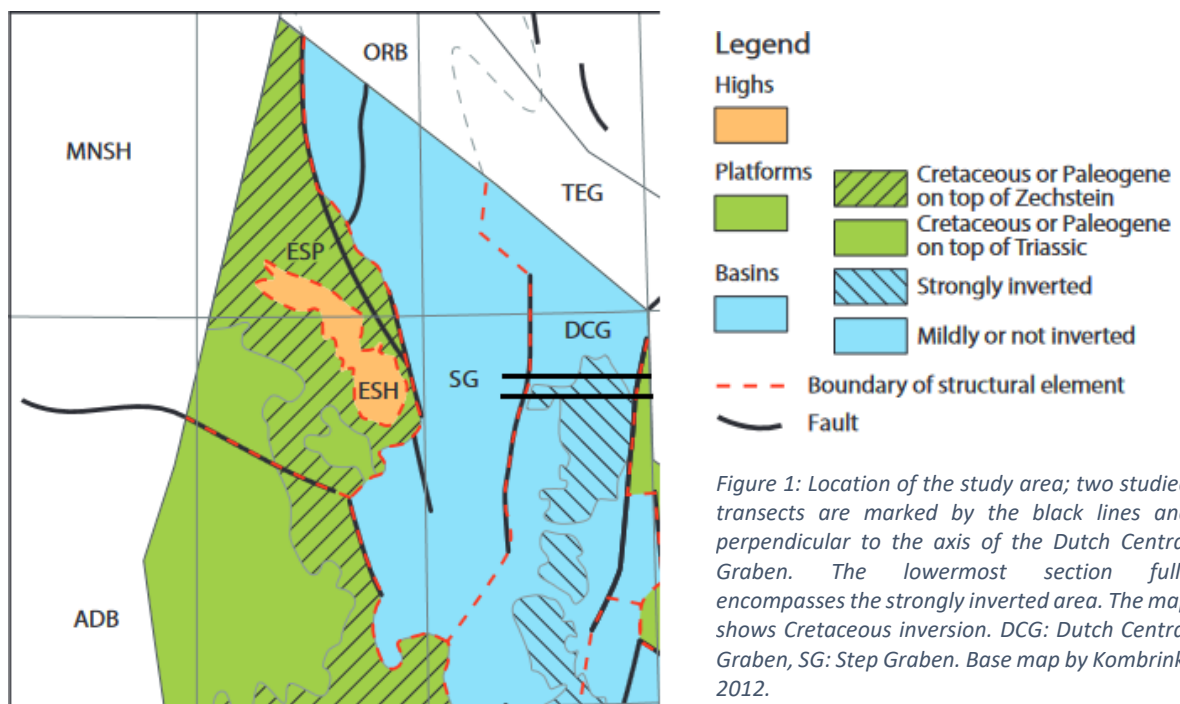 ORB
MNSH
TEG
ESP
DCG
SG
ESH
ADB
Legend
Highs
Platforms
Cretaceous or Paleogene
on top of Zechstein
Cretaceous or Paleogene
on top of Triassic
Basins
Strongly inverted
Mildly or not inverted
Boundary of structural element
Fault
Figure 1: Location of the study area; two studied
transects are marked by the black lines and
perpendicular to the axis of the Dutch Centra
Graben. The lowermost section full
encompasses the strongly inverted area. The map
shows Cretaceous inversion. DCG: Dutch Centra
Graben, SG: Step Graben. Base map by Kombrink
2012.